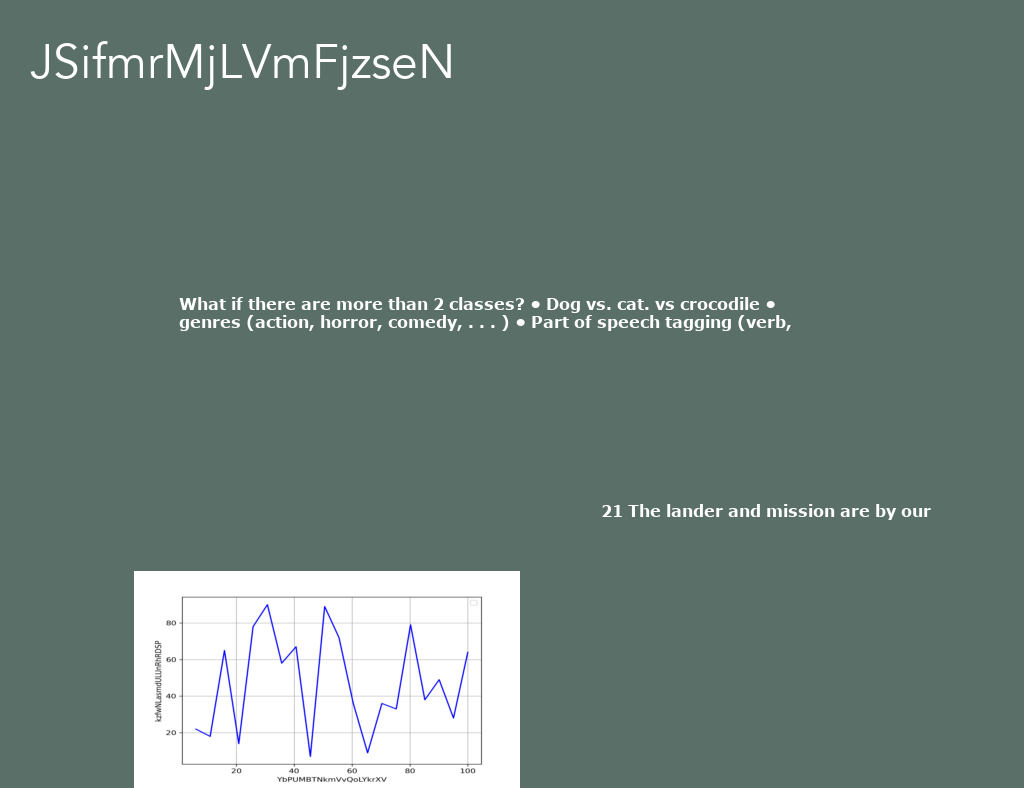 JSifmrMjLVmFjzseN
What if there are more than 2 classes? • Dog vs. cat. vs crocodile •
genres (action, horror, comedy, . . . ) • Part of speech tagging (verb,
21 The lander and mission are by our
80
60
40
20
kzfwNLasmdULUnRhRDSP
20 40 60 80 100
YbPUMBTNkmVvQoLYkrXV